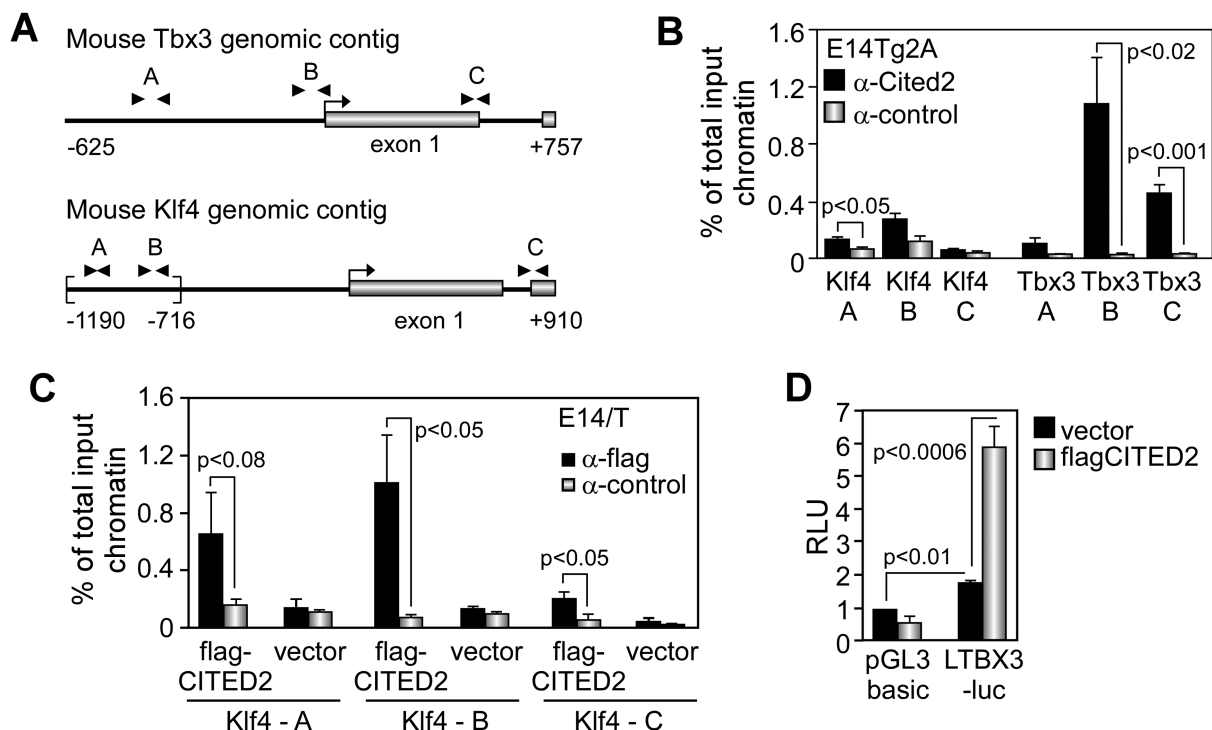 A
Mouse Tbx3 genomic contig
A
B
C
-625
exon 1
+757
Mouse Klf4 genomic contig
A
B
C
-1190
-716
exon 1
+910
B
% of total input
chromatin
1.6
1.2
0.8
0.4
0
E14Tg2A
α-Cited2
α-control
p<0.05
p<0.02
p<0.001
Klf4 Klf4 Klf4 Tbx3 Tbx3 Tbx3
A B C A B C
C
% of total input
chromatin
1.6
1.2
0.8
0.4
0
E14/T
α-flag
α-control
p<0.08
p<0.05
p<0.05
flag- vector flag- vector flag- vector
CITED2 CITED2 CITED2
Klf4 - A Klf4 - B Klf4 - C
D
RLU
7
6
5
4
3
2
1
0
p<0.0006
p<0.01
vector
flagCITED2
pGL3 LTBX3
basic -luc